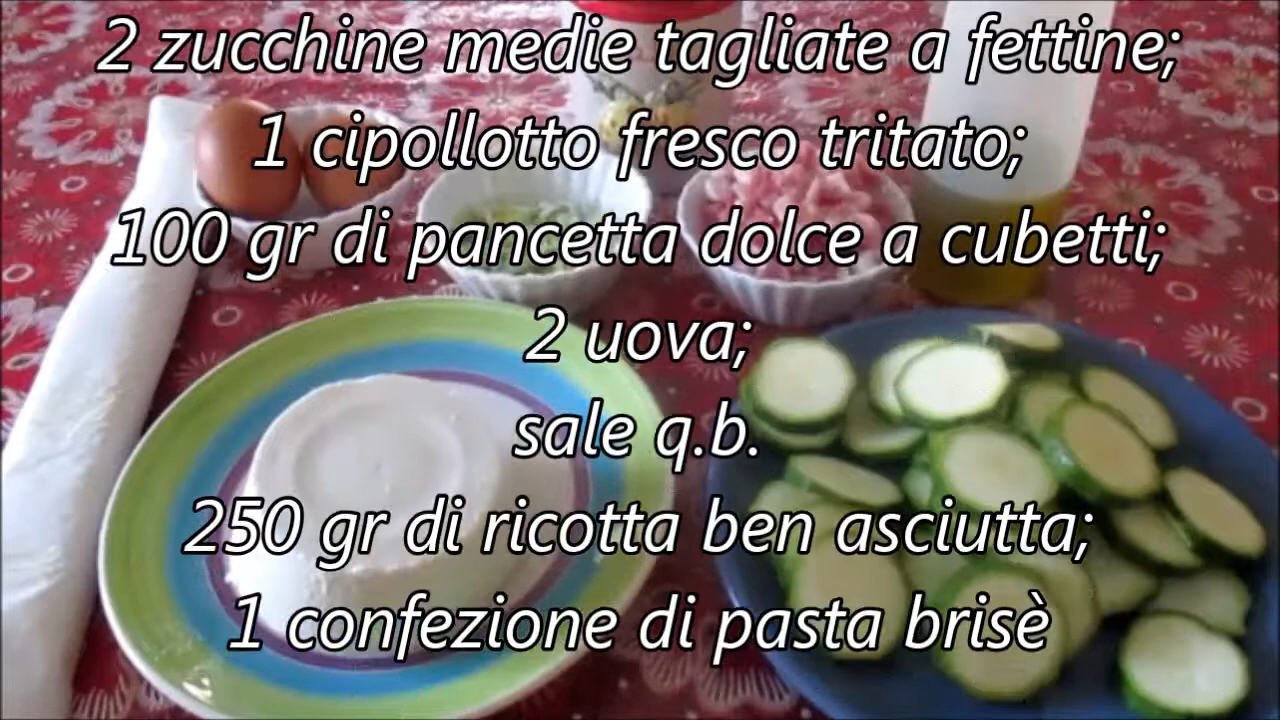 2 zucchine medie tagliate a fettine;
1 cipollotto fresco tritato;
100 gr di pancetta dolce a cubetti;
2 uova;
sale q.b.
250 gr di ricotta ben asciutta;
1 confezione di pasta brisè